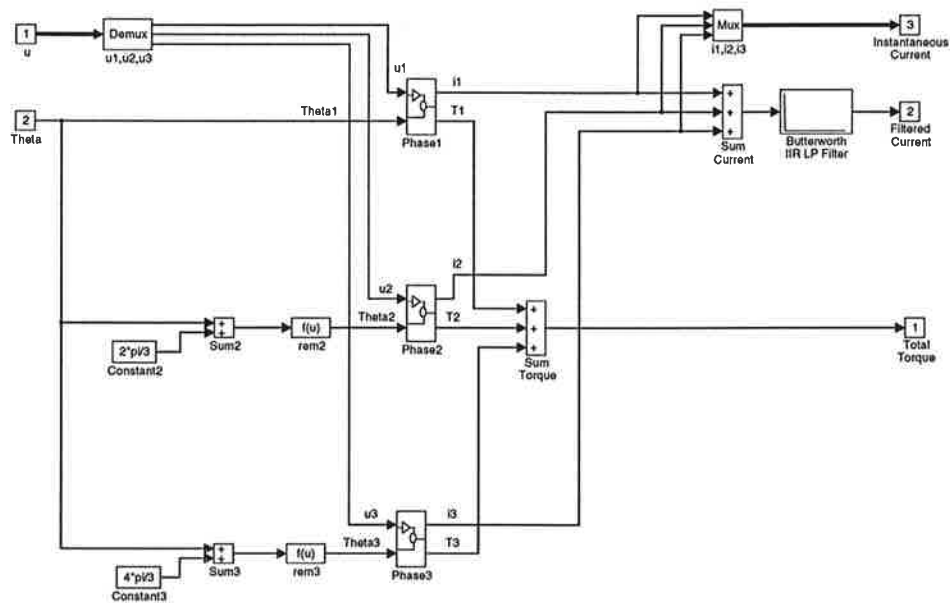 1
u
Demux
u1,u2,u3
Mux
i1,i2,i3
3
Instantaneous
Current
u1
i1
2
Theta
Theta1
T1
Phase1
+
+
+
Sum
Current
Butterworth
IIR LP Filter
2
Filtered
Current
u2
i2
Theta2
T2
Phase2
+
+
Sum2
f(u)
rem2
2*pi/3
Constant2
+
+
+
Sum
Torque
1
Total
Torque
u3
i3
Theta3
T3
Phase3
+
+
Sum3
f(u)
rem3
4*pi/3
Constant3